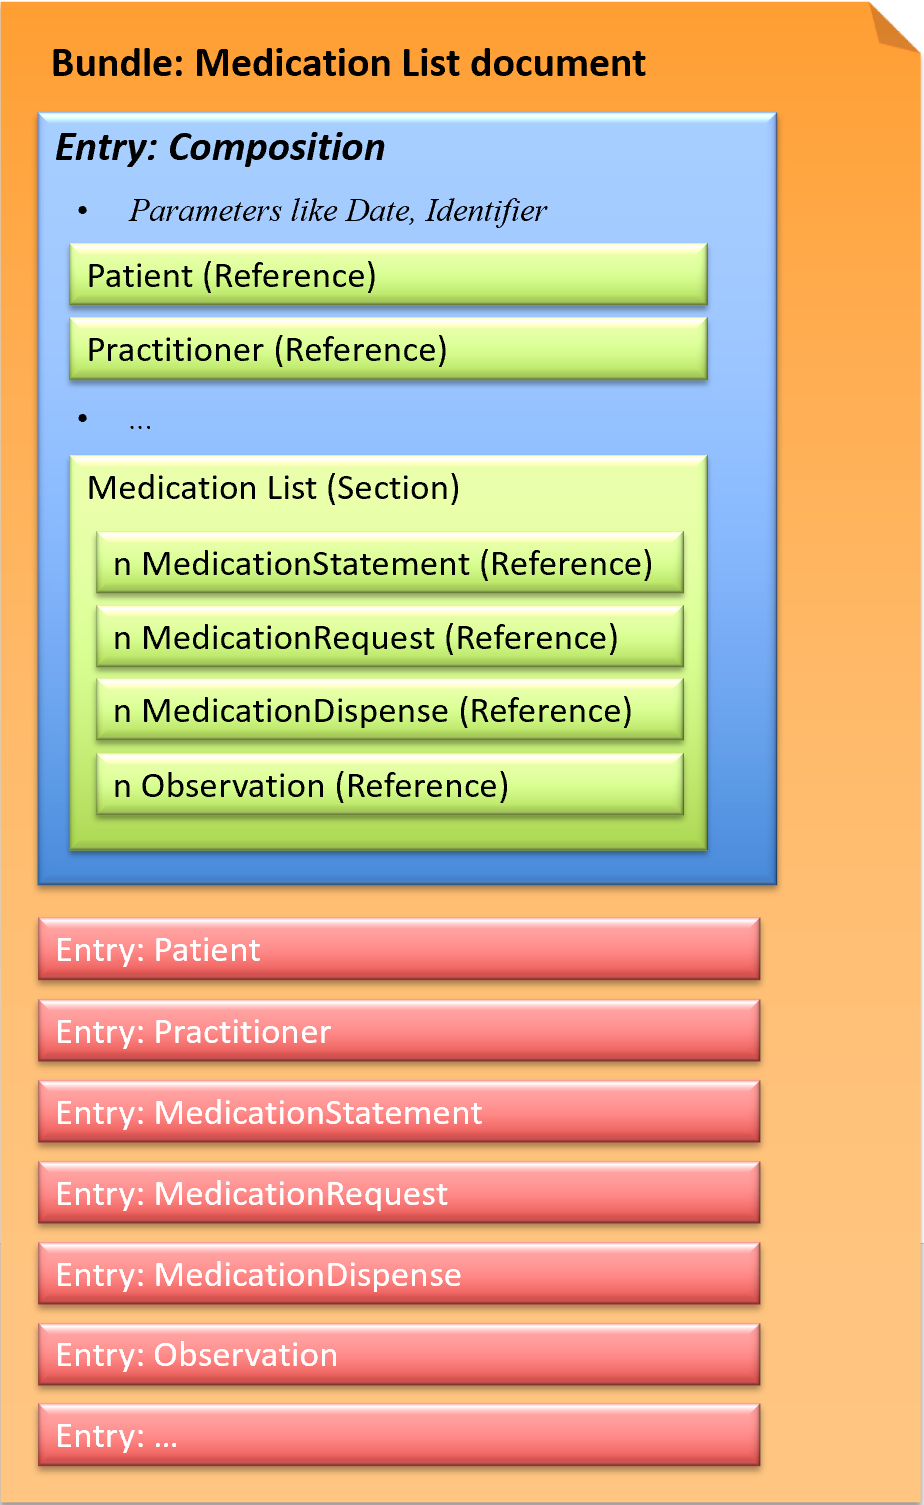 Bundle: Medication List document
Entry: Composition
• Parameters like Date, Identifier
Patient (Reference)
Practitioner (Reference)
• ...
Medication List (Section)
n MedicationStatement (Reference)
n MedicationRequest (Reference)
n MedicationDispense (Reference)
n Observation (Reference)
Entry: Patient
Entry: Practitioner
Entry: MedicationStatement
Entry: MedicationRequest
Entry: MedicationDispense
Entry: Observation
Entry: ...